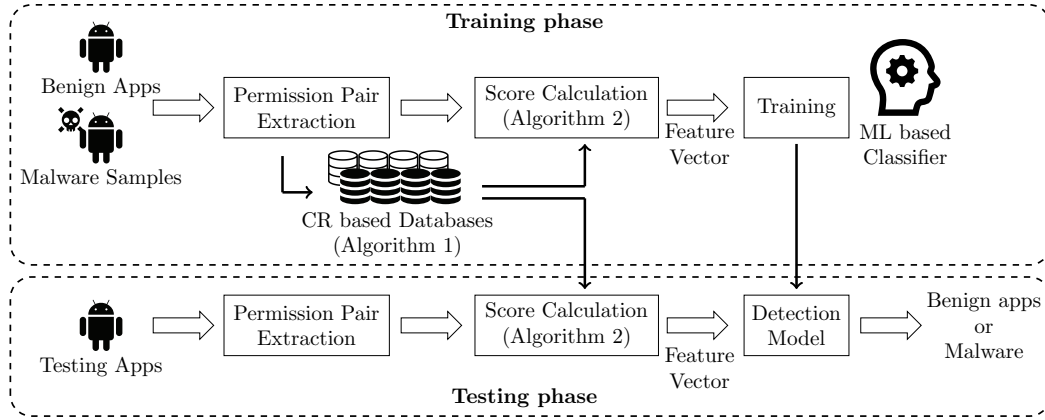 Training phase
Benign Apps
Malware Samples
Permission Pair
Extraction
Score Calculation
(Algorithm 2)
Feature
Vector
Training
ML based
Classifier
CR based Databases
(Algorithm 1)
Testing Apps
Permission Pair
Extraction
Score Calculation
(Algorithm 2)
Feature
Vector
Detection
Model
Benign apps
or
Malware
Testing phase